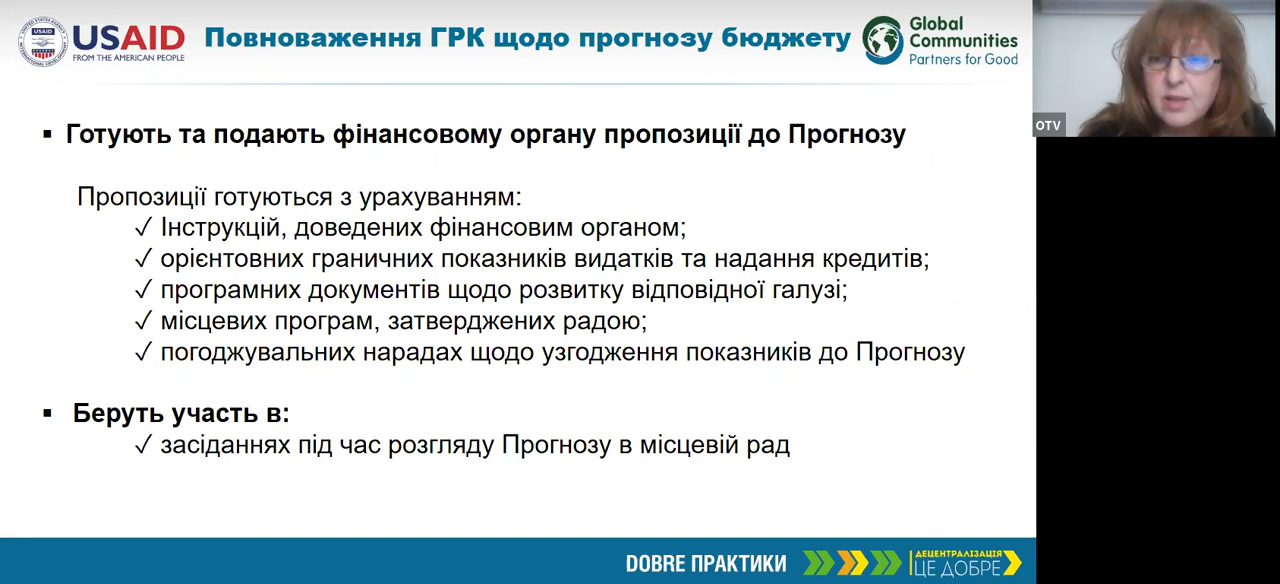 USAID
USAID
FROM THE AMERICAN PEOPLE
Повноваження ГРК щодо прогнозу бюджету
Global
Communities
Partners for Good
▪ Готують та подають фінансовому органу пропозиції до Прогнозу
Пропозиції готуються з урахуванням:
✓ Інструкцій, доведених фінансовим органом;
✓ орієнтовних граничних показників видатків та надання кредитів;
✓ програмних документів щодо розвитку відповідної галузі;
✓ місцевих програм, затверджених радою;
✓ погоджувальних нарадах щодо узгодження показників до Прогнозу
▪ Беруть участь в:
✓ засіданнях під час розгляду Прогнозу в місцевій рад
OTV
DOBRE ПРАКТИКИ
ДЕЦЕНТРАЛІЗАЦІЯ
ЦЕ ДОБРЕ